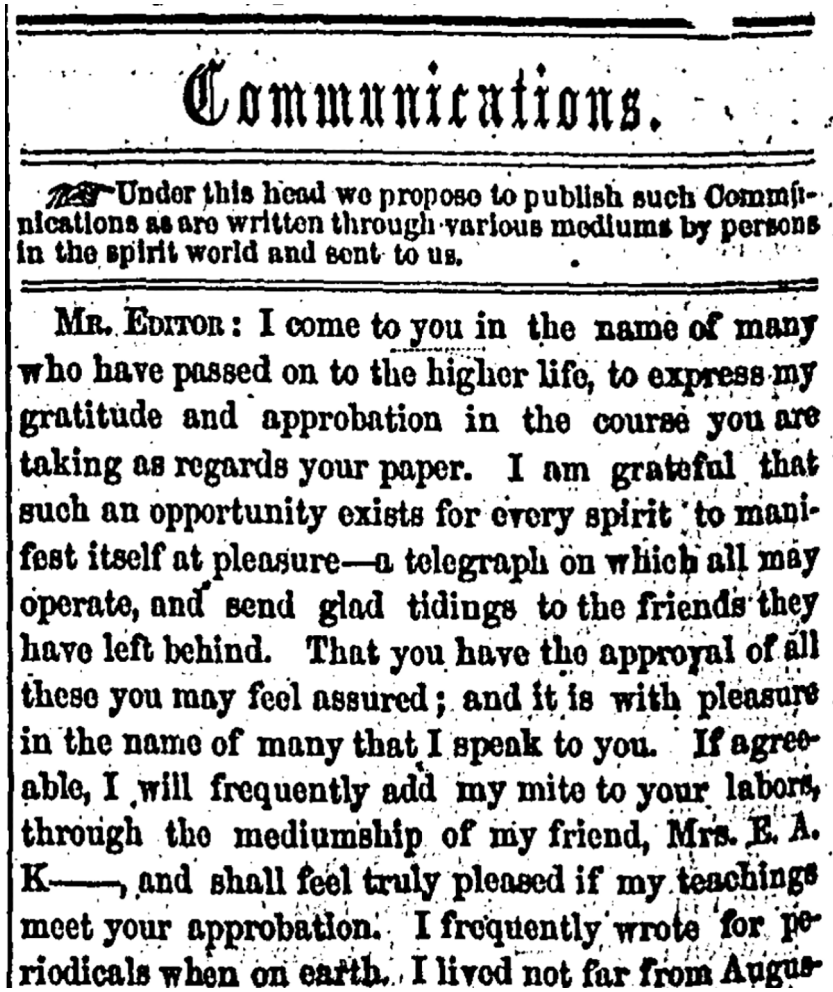 Communications.
Under this head we propose to publish such Commu-
nications as are written through various mediums by persons
in the spirit world and sent to us.
MR. EDITOR: I come to you in the name of many
who have passed on to the higher life, to express my
gratitude and approbation in the course you are
taking as regards your paper. I am grateful that
such an opportunity exists for every spirit to mani-
fest itself at pleasure—a telegraph on which all may
operate, and send glad tidings to the friends they
have left behind. That you have the approval of all
these you may feel assured; and it is with pleasure
in the name of many that I speak to you. If agree-
able, I will frequently add my mite to your labors,
through the mediumship of my friend, Mrs. E. A.
K——, and shall feel truly pleased if my teachings
meet your approbation. I frequently wrote for pe-
riodicals when on earth. I lived not far from Augus-